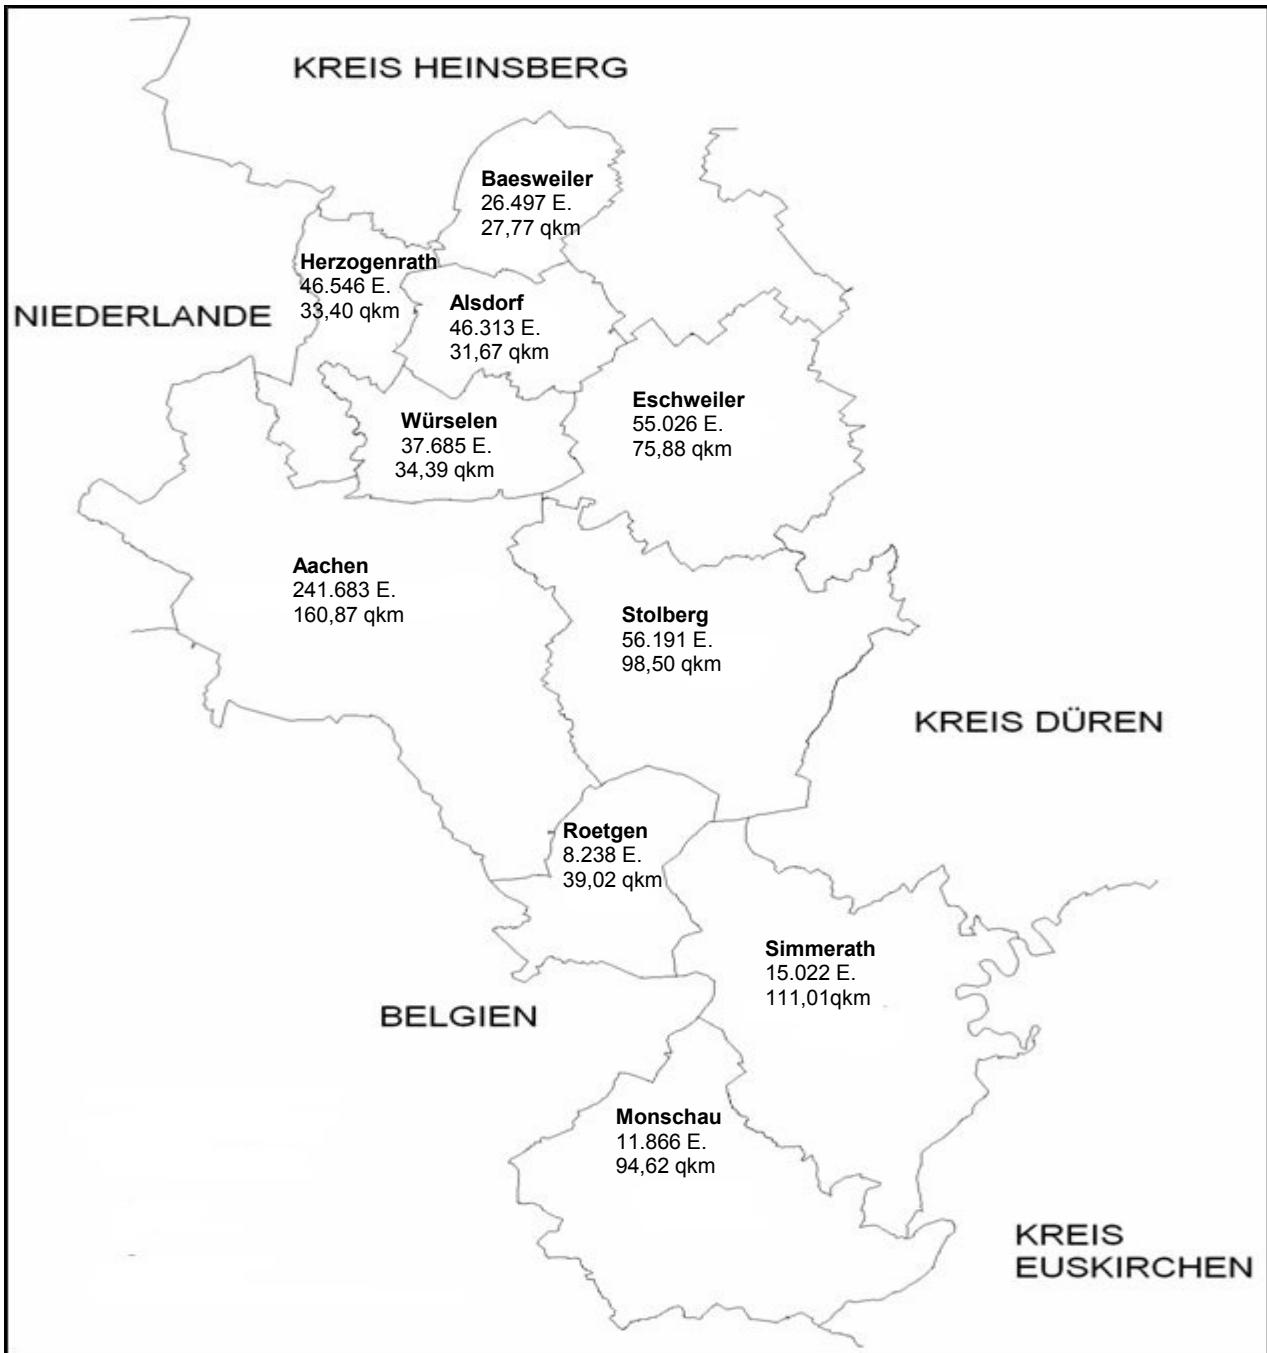 KREIS HEINSBERG
Baesweiler
26.497 E.
27,77 qkm
Herzogenrath
46.546 E.
33,40 qkm
NIEDERLANDE
Alsdorf
46.313 E.
31,67 qkm
Eschweiler
55.026 E.
75,88 qkm
Würselen
37.685 E.
34,39 qkm
Aachen
241.683 E.
160,87 qkm
Stolberg
56.191 E.
98,50 qkm
KREIS DÜREN
Roetgen
8.238 E.
39,02 qkm
Simmerath
15.022 E.
111,01qkm
BELGIEN
Monschau
11.866 E.
94,62 qkm
KREIS
EUSKIRCHEN